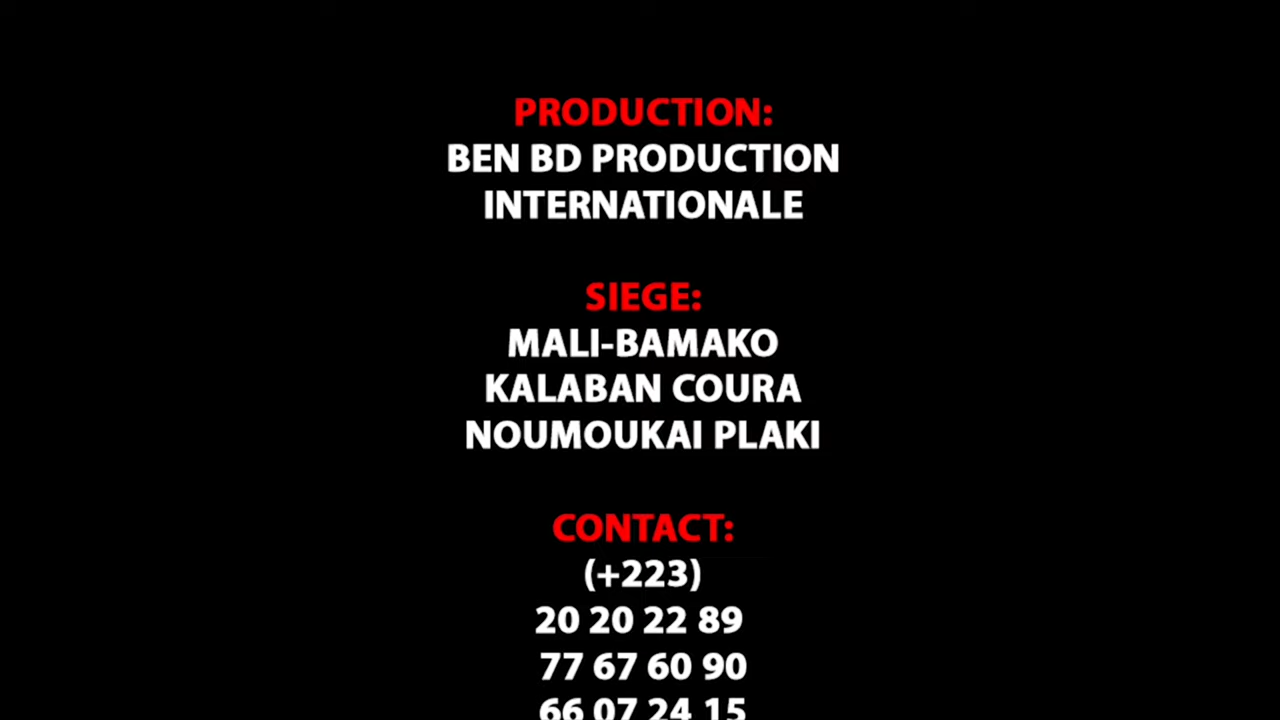 PRODUCTION:
BEN BD PRODUCTION
INTERNATIONALE
SIEGE:
MALI-BAMAKO
KALABAN COURA
NOUMOUKAI PLAKI
CONTACT:
(+223)
20 20 22 89
77 67 60 90
66 07 24 15